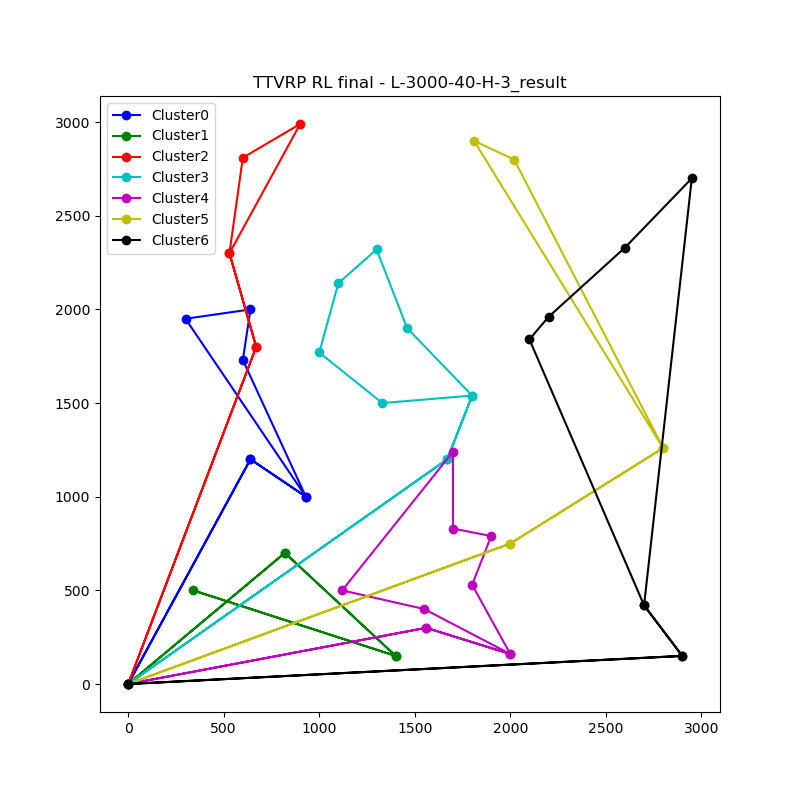 TTVRP RL final - L-3000-40-H-3_result
Cluster0
Cluster1
Cluster2
Cluster3
Cluster4
Cluster5
Cluster6
3000
2500
2000
1500
1000
500
0
0 500 1000 1500 2000 2500 3000